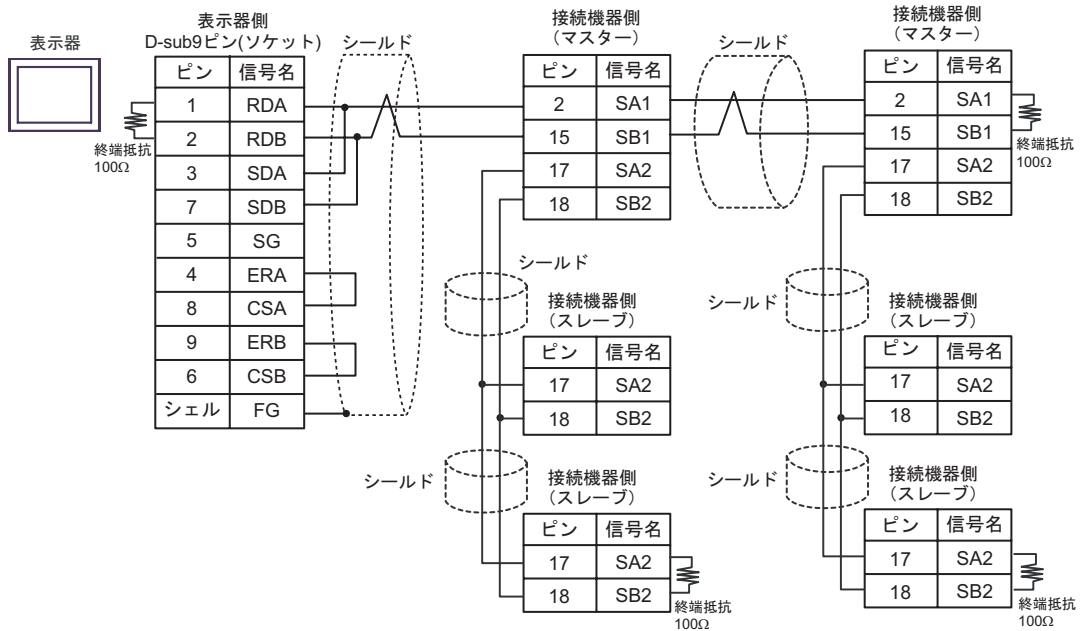 表示器
終端抵抗
100Ω
表示器側
D-sub9ピン(ソケット)
ピン 信号名
1 RDA
2 RDB
3 SDA
7 SDB
5 SG
4 ERA
8 CSA
9 ERB
6 CSB
シェル FG
シールド
接続機器側
（マスター）
ピン 信号名
2 SA1
15 SB1
17 SA2
18 SB2
シールド
接続機器側
（マスター）
ピン 信号名
2 SA1
15 SB1
17 SA2
18 SB2
終端抵抗
100Ω
シールド
接続機器側
（スレーブ）
ピン 信号名
17 SA2
18 SB2
シールド
接続機器側
（スレーブ）
ピン 信号名
17 SA2
18 SB2
シールド
接続機器側
（スレーブ）
ピン 信号名
17 SA2
18 SB2
終端抵抗
100Ω
シールド
接続機器側
（スレーブ）
ピン 信号名
17 SA2
18 SB2
終端抵抗
100Ω